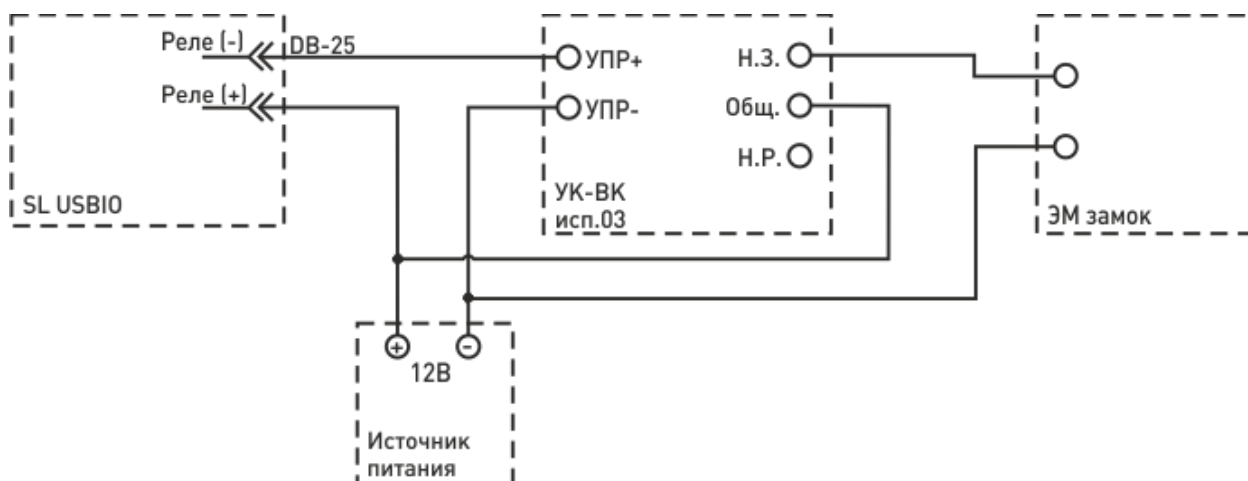 Реле (-)
DB-25
Реле (+)
SL USBIO
УПР+
УПР-
Н.З.
Общ.
Н.Р.
УК-ВК
исп.03
ЭМ замок
+
-
12В
Источник
питания